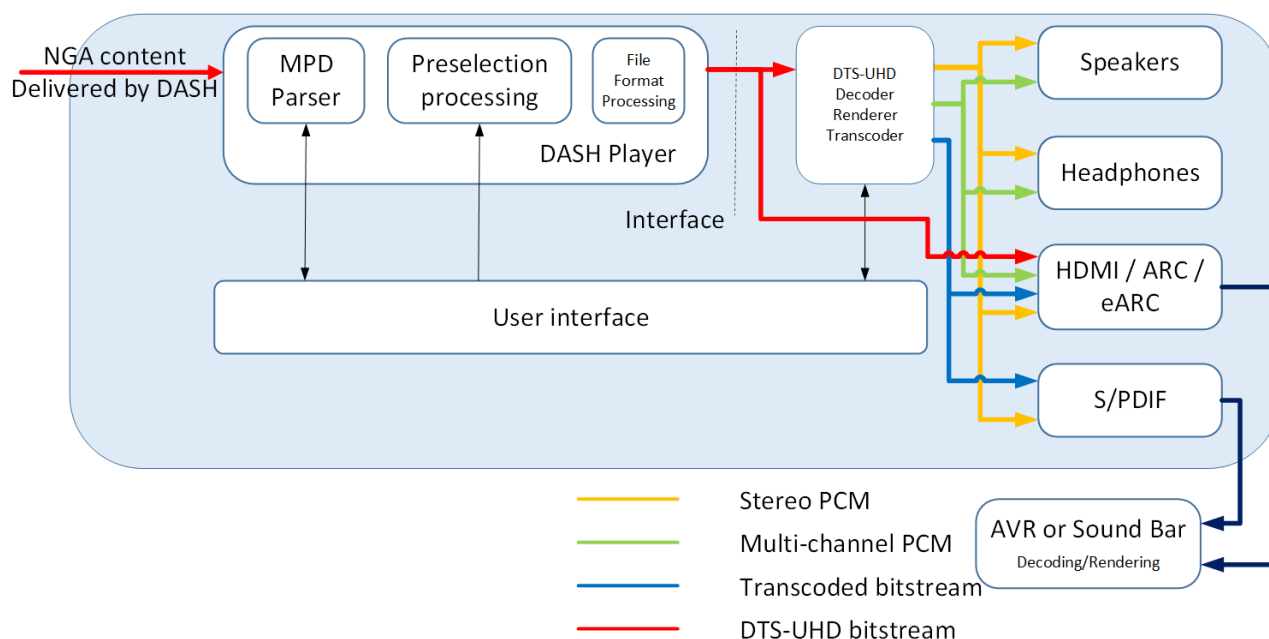 NGA content
Delivered by DASH
MPD
Parser
Preselection
processing
File
Format
Processing
DASH Player
Interface
DTS-UHD
Decoder
Renderer
Transcoder
Speakers
Headphones
HDMI / ARC /
eARC
S/PDIF
User interface
Stereo PCM
Multi-channel PCM
Transcoded bitstream
DTS-UHD bitstream
AVR or Sound Bar
Decoding/Rendering